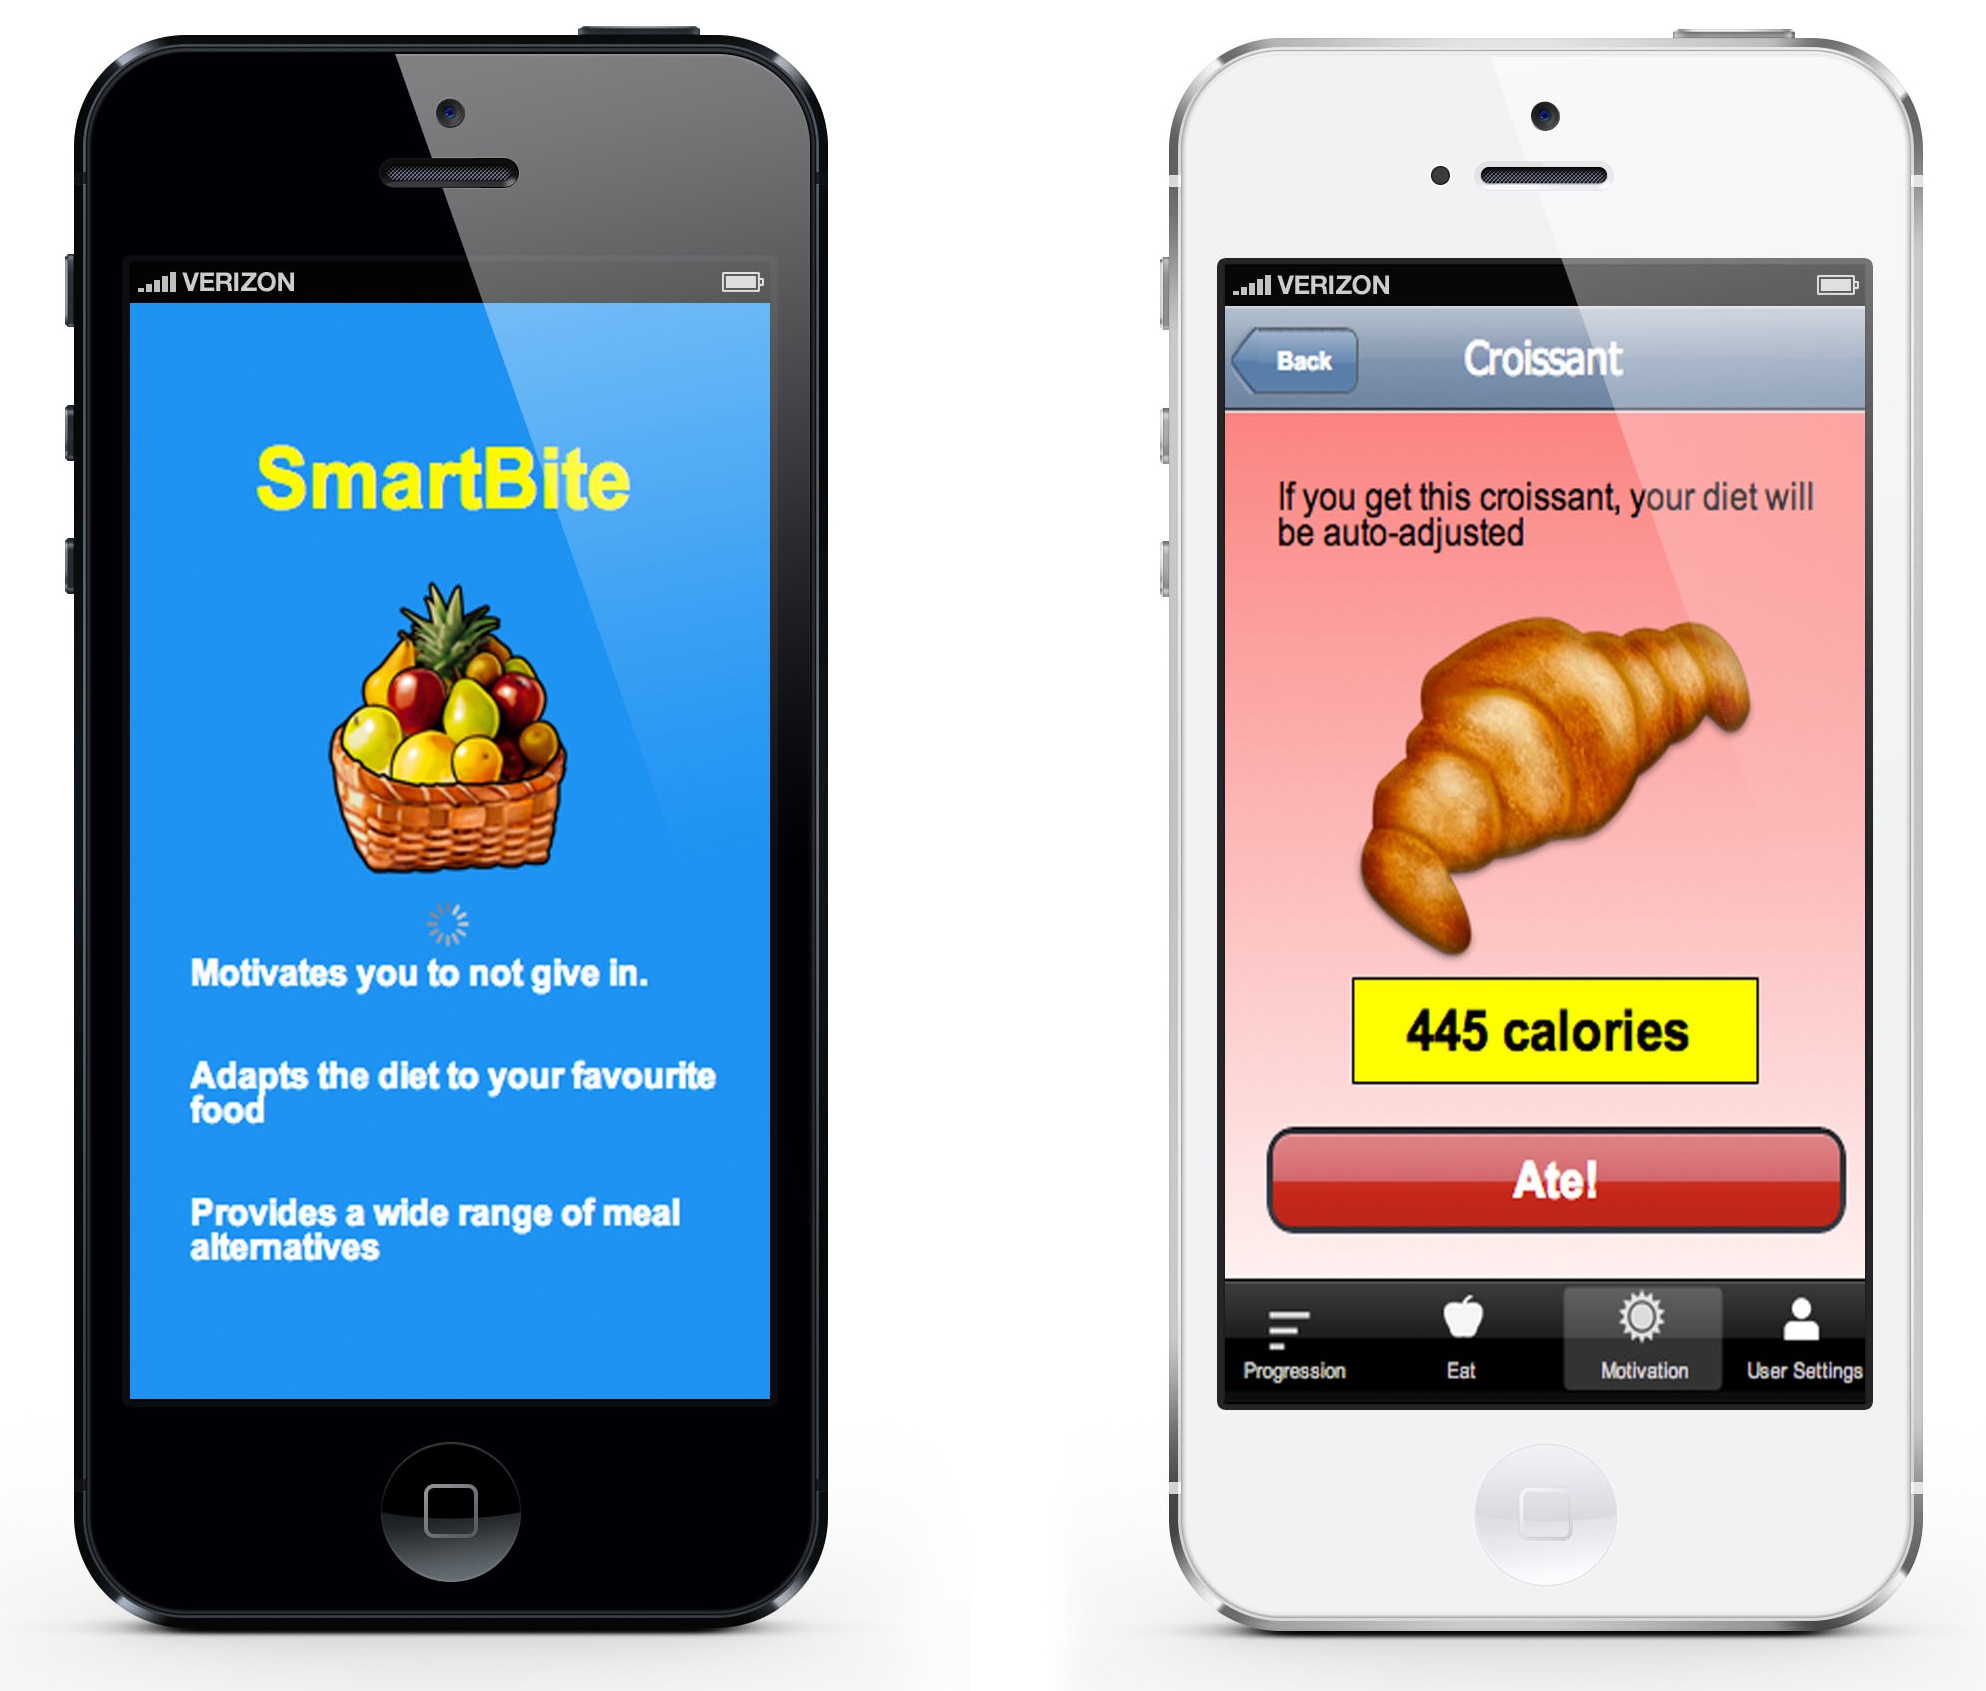 VERIZON
SmartBite
Motivates you to not give in.
Adapts the diet to your favourite
food
Provides a wide range of meal
alternatives
VERIZON
Back
Croissant
If you get this croissant, your diet will
be auto-adjusted
445 calories
Ate!
Progression
Eat
Motivation
User Settings